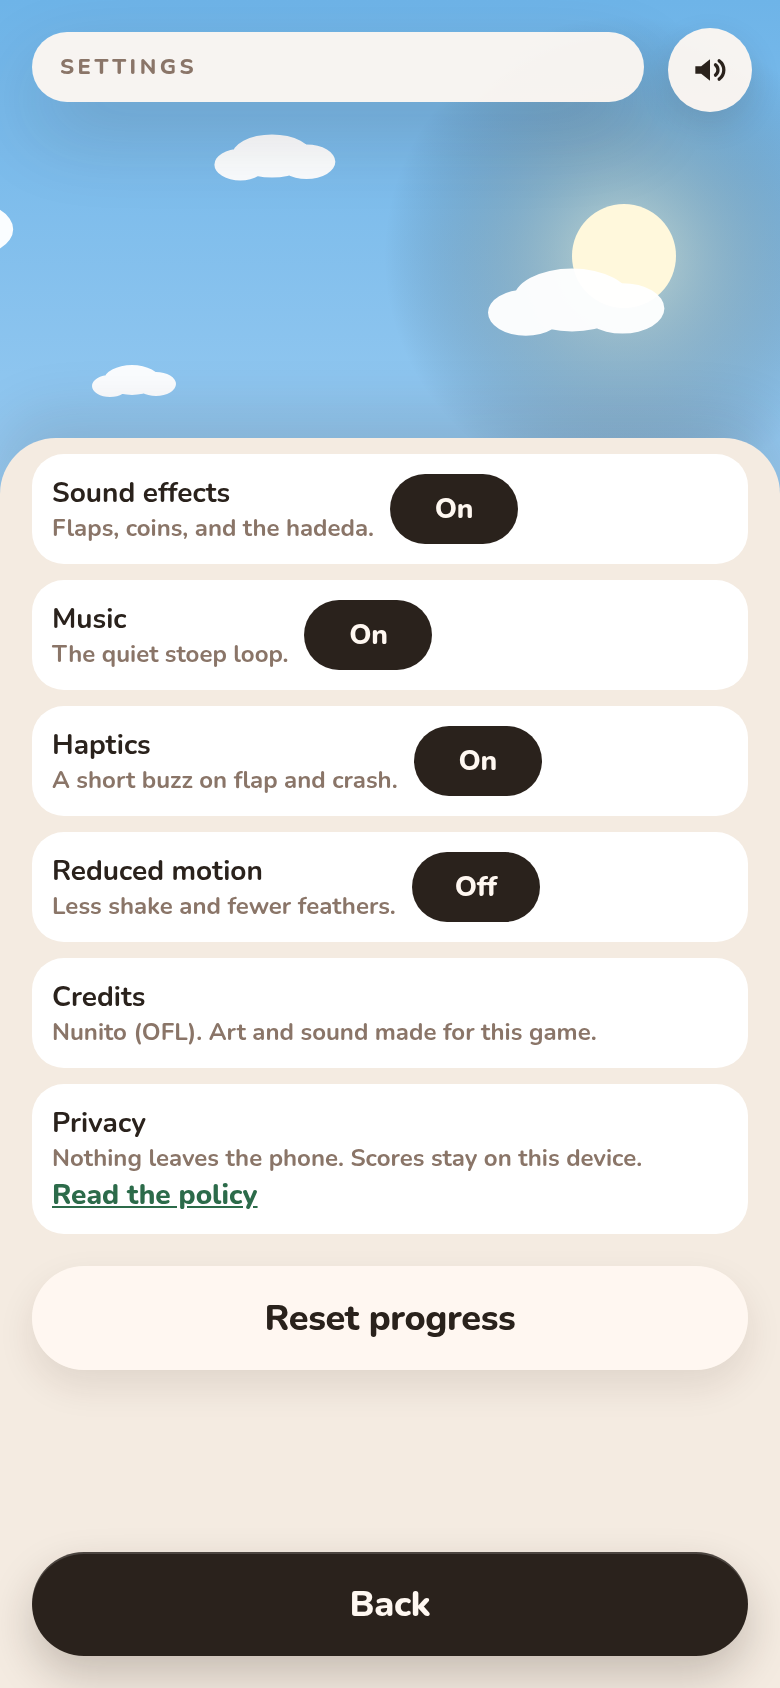 SETTINGS
Sound effects
Flaps, coins, and the hadeda.
On
Music
The quiet stoep loop.
On
Haptics
A short buzz on flap and crash.
On
Reduced motion
Less shake and fewer feathers.
Off
Credits
Nunito (OFL). Art and sound made for this game.
Privacy
Nothing leaves the phone. Scores stay on this device.
Read the policy
Reset progress
Back